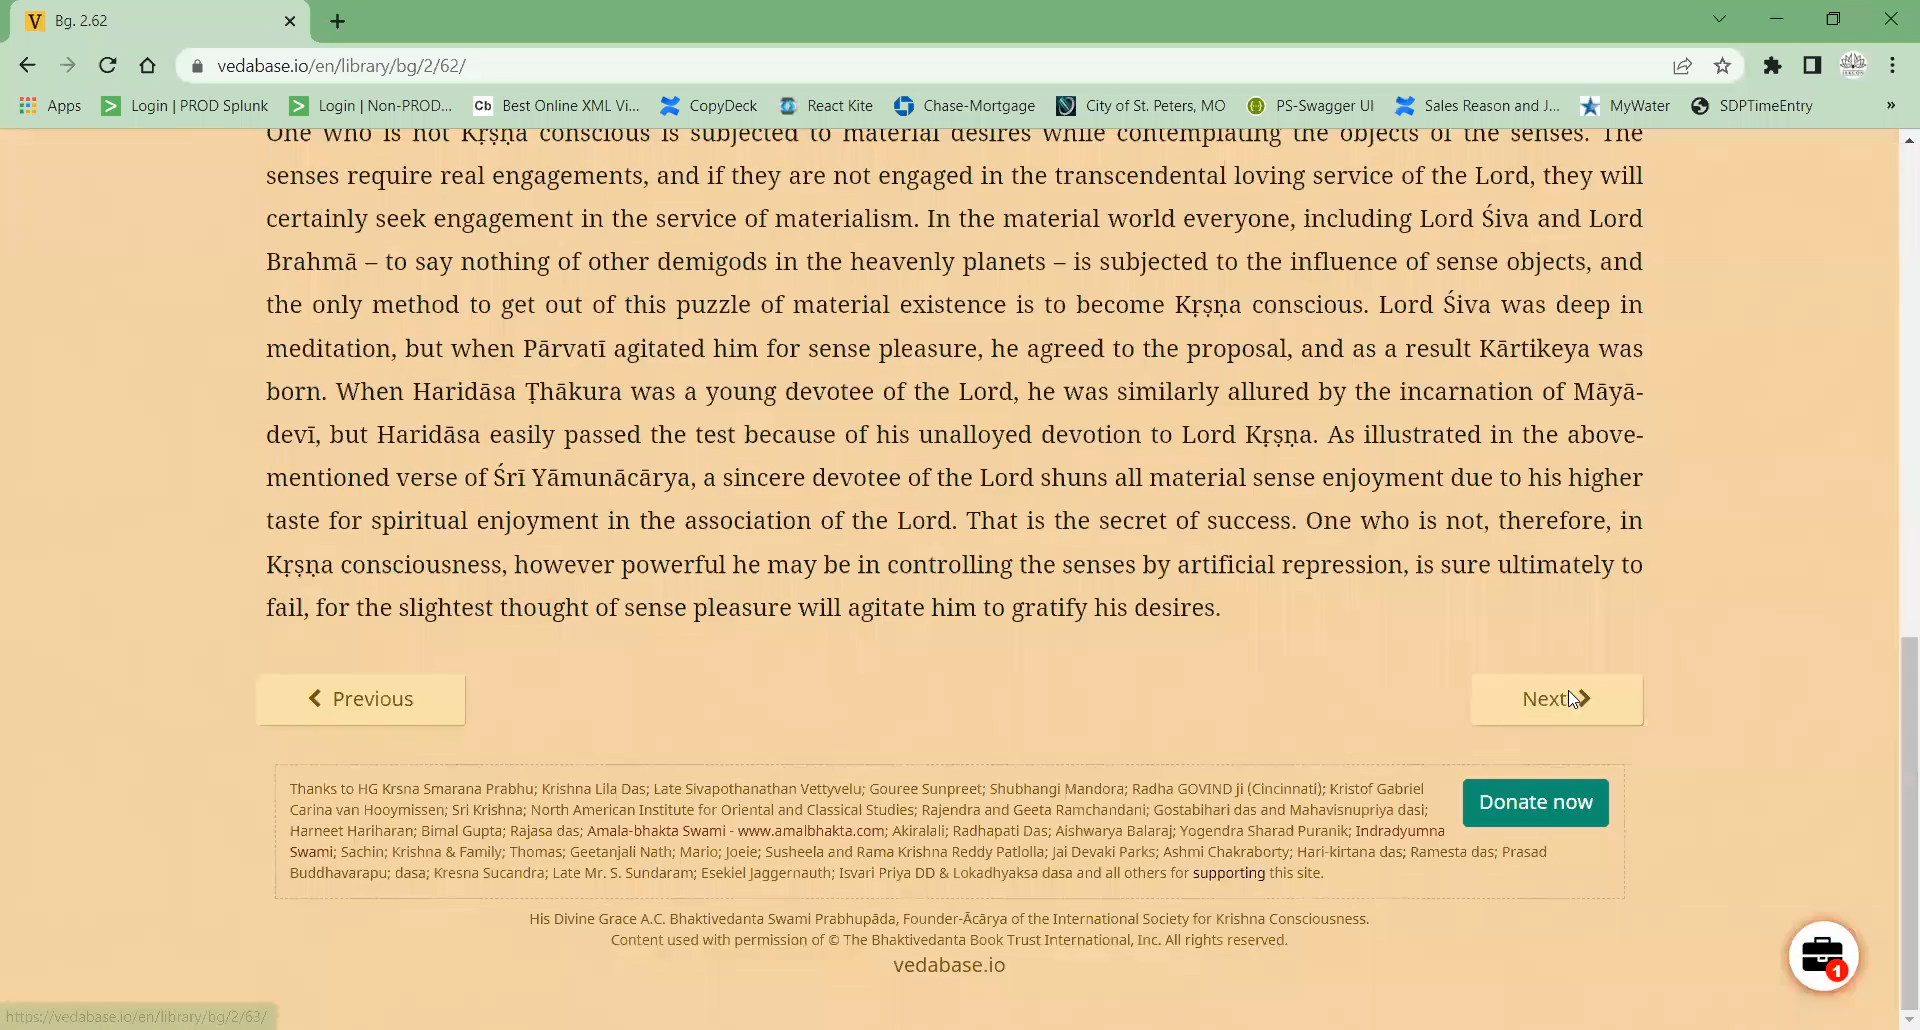 Bg. 2.62
vedabase.io/en/library/bg/2/62/
Apps Login | PROD Splunk Login | Non-PROD... Cb Best Online XML Vi... CopyDeck React Kite Chase-Mortgage City of St. Peters, MO PS-Swagger UI Sales Reason and J... MyWater SDPTimeEntry »
One who is not Kṛṣṇa conscious is subjected to material desires while contemplating the objects of the senses. The
senses require real engagements, and if they are not engaged in the transcendental loving service of the Lord, they will
certainly seek engagement in the service of materialism. In the material world everyone, including Lord Śiva and Lord
Brahmā – to say nothing of other demigods in the heavenly planets – is subjected to the influence of sense objects, and
the only method to get out of this puzzle of material existence is to become Kṛṣṇa conscious. Lord Śiva was deep in
meditation, but when Pārvatī agitated him for sense pleasure, he agreed to the proposal, and as a result Kārtikeya was
born. When Haridāsa Ṭhākura was a young devotee of the Lord, he was similarly allured by the incarnation of Māyā-
devī, but Haridāsa easily passed the test because of his unalloyed devotion to Lord Kṛṣṇa. As illustrated in the above-
mentioned verse of Śrī Yāmunācārya, a sincere devotee of the Lord shuns all material sense enjoyment due to his higher
taste for spiritual enjoyment in the association of the Lord. That is the secret of success. One who is not, therefore, in
Kṛṣṇa consciousness, however powerful he may be in controlling the senses by artificial repression, is sure ultimately to
fail, for the slightest thought of sense pleasure will agitate him to gratify his desires.
Previous
Next
Thanks to HG Krsna Smarana Prabhu; Krishna Lila Das; Late Sivapothanathan Vettyvelu; Gouree Sunpreet; Shubhangi Mandora; Radha GOVIND ji (Cincinnati); Kristof Gabriel
Carina van Hooymissen; Sri Krishna; North American Institute for Oriental and Classical Studies; Rajendra and Geeta Ramchandani; Gostabihari das and Mahavisnupriya dasi;
Harneet Hariharan; Bimal Gupta; Rajasa das; Amala-bhakta Swami - www.amalbhakta.com; Akiralali; Radhapati Das; Aishwarya Balaraj; Yogendra Sharad Puranik; Indradyumna
Swami; Sachin; Krishna & Family; Thomas; Geetanjali Nath; Mario; Joeie; Susheela and Rama Krishna Reddy Patlolla; Jai Devaki Parks; Ashmi Chakraborty; Hari-kirtana das; Ramesta das; Prasad
Buddhavarapu; dasa; Kresna Sucandra; Late Mr. S. Sundaram; Esekiel Jaggernauth; Isvari Priya DD & Lokadhyaksa dasa and all others for supporting this site.
Donate now
His Divine Grace A.C. Bhaktivedanta Swami Prabhupāda, Founder-Ācārya of the International Society for Krishna Consciousness.
Content used with permission of © The Bhaktivedanta Book Trust International, Inc. All rights reserved.
vedabase.io
1
https://vedabase.io/en/library/bg/2/63/